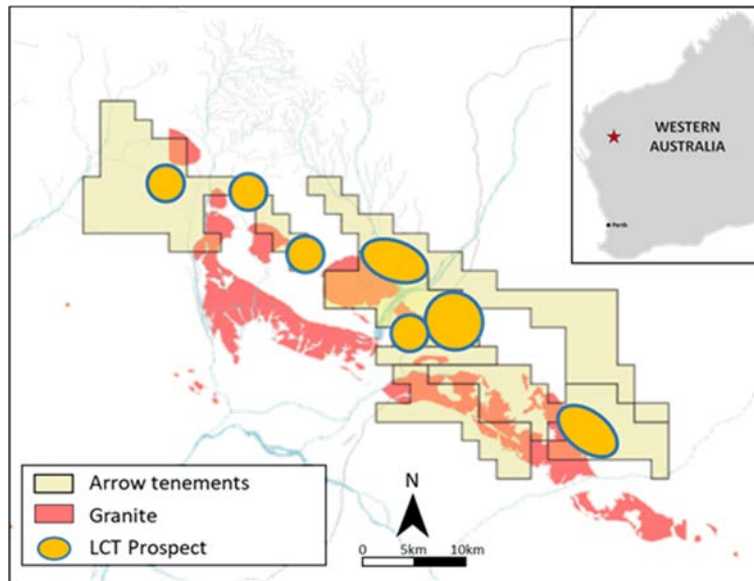 WESTERN
AUSTRALIA
Perth
Arrow tenements
Granite
LCT Prospect
N
0 5km 10km